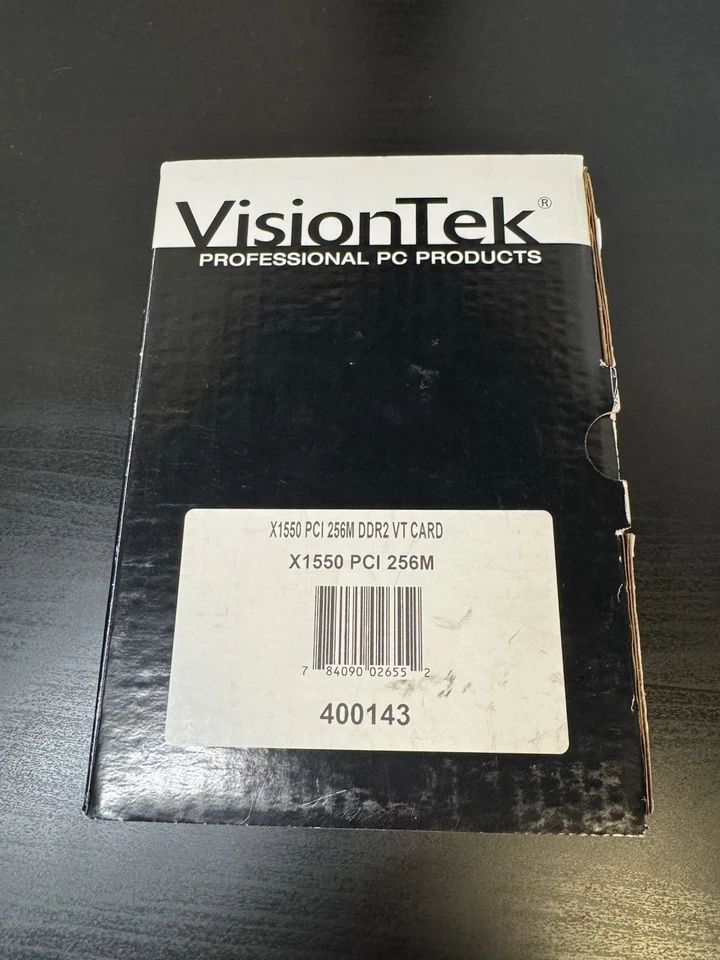 VisionTek®
PROFESSIONAL PC PRODUCTS
X1550 PCI 256M DDR2 VT CARD
X1550 PCI 256M
7 84090 02655 2
400143